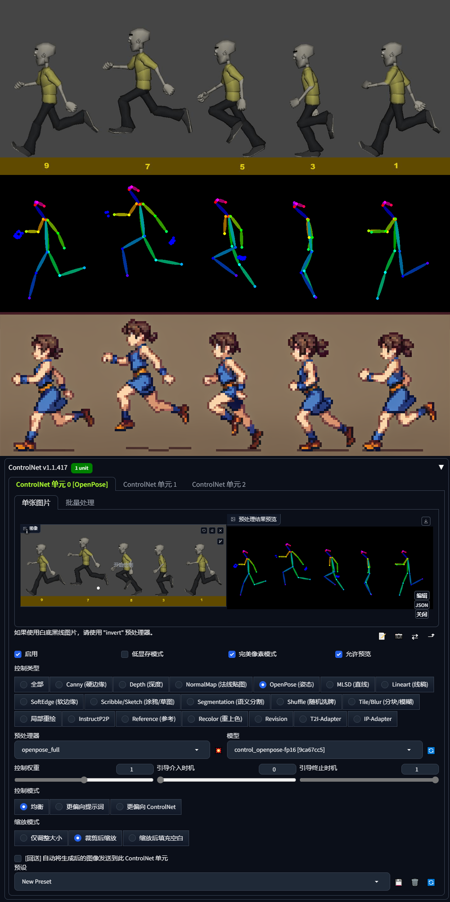 9 7 5 3 1
ControlNet v1.1.417 1 unit
ControlNet 单元 0 [OpenPose] ControlNet 单元 1 ControlNet 单元 2
单张图片 批量处理
图像 预处理结果预览
编辑
JSON
关闭
如果使用白底黑线图片，请使用 "invert" 预处理器。
启用 低显存模式 完美像素模式 允许预览
控制类型
全部 Canny (硬边缘) Depth (深度) NormalMap (法线贴图) OpenPose (姿态) MLSD (直线) Lineart (线稿)
SoftEdge (软边缘) Scribble/Sketch (涂鸦/草图) Segmentation (语义分割) Shuffle (随机洗牌) Tile/Blur (分块/模糊)
局部重绘 InstructP2P Reference (参考) Recolor (重上色) Revision T2I-Adapter IP-Adapter
预处理器 模型
openpose_full control_openpose-fp16 [9ca67cc5]
控制权重 1 引导介入时机 0 引导终止时机 1
控制模式
均衡 更偏向提示词 更偏向 ControlNet
缩放模式
仅调整大小 裁剪后缩放 缩放后填充空白
[回送] 自动将生成后的图像发送到此 ControlNet 单元
预设
New Preset